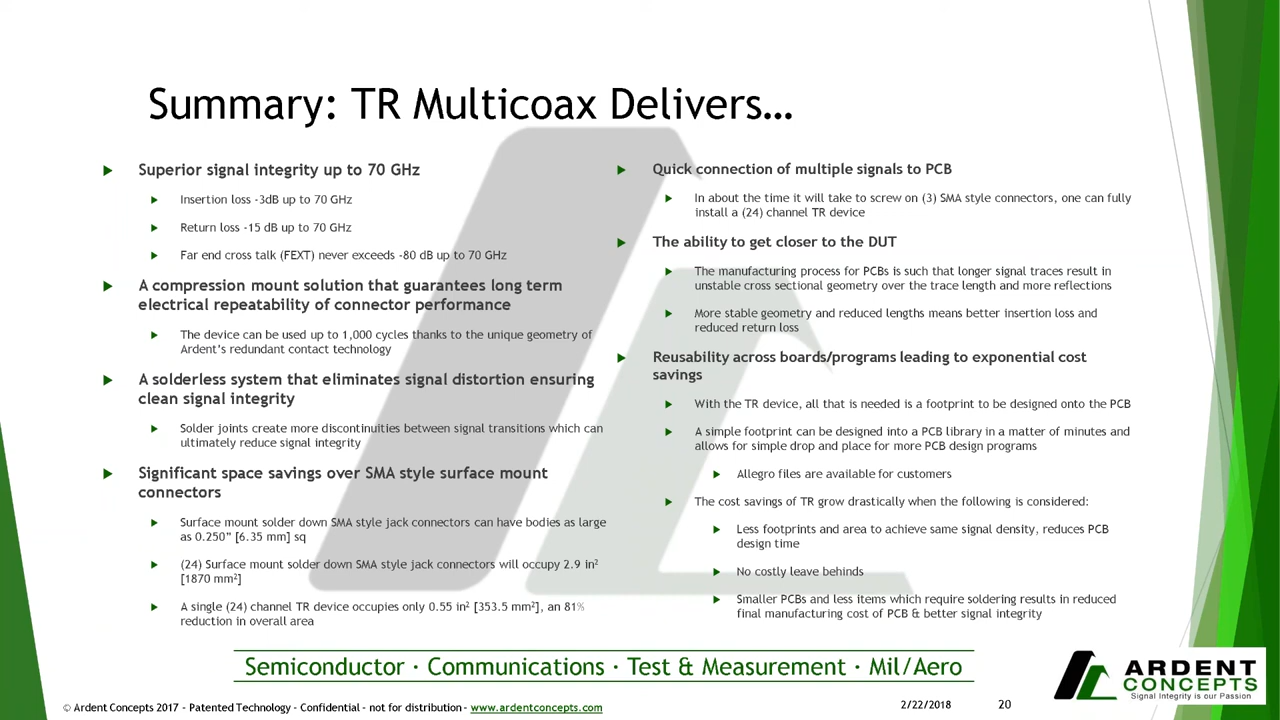 Summary: TR Multicoax Delivers…
Superior signal integrity up to 70 GHz
Insertion loss -3dB up to 70 GHz
Return loss -15 dB up to 70 GHz
Far end cross talk (FEXT) never exceeds -80 dB up to 70 GHz
A compression mount solution that guarantees long term
electrical repeatability of connector performance
The device can be used up to 1,000 cycles thanks to the unique geometry of
Ardent’s redundant contact technology
A solderless system that eliminates signal distortion ensuring
clean signal integrity
Solder joints create more discontinuities between signal transitions which can
ultimately reduce signal integrity
Significant space savings over SMA style surface mount
connectors
Surface mount solder down SMA style jack connectors can have bodies as large
as 0.250” [6.35 mm] sq
(24) Surface mount solder down SMA style jack connectors will occupy 2.9 in²
[1870 mm²]
A single (24) channel TR device occupies only 0.55 in² [353.5 mm²], an 81%
reduction in overall area
Quick connection of multiple signals to PCB
In about the time it will take to screw on (3) SMA style connectors, one can fully
install a (24) channel TR device
The ability to get closer to the DUT
The manufacturing process for PCBs is such that longer signal traces result in
unstable cross sectional geometry over the trace length and more reflections
More stable geometry and reduced lengths means better insertion loss and
reduced return loss
Reusability across boards/programs leading to exponential cost
savings
With the TR device, all that is needed is a footprint to be designed onto the PCB
A simple footprint can be designed into a PCB library in a matter of minutes and
allows for simple drop and place for more PCB design programs
Allegro files are available for customers
The cost savings of TR grow drastically when the following is considered:
Less footprints and area to achieve same signal density, reduces PCB
design time
No costly leave behinds
Smaller PCBs and less items which require soldering results in reduced
final manufacturing cost of PCB & better signal integrity
Semiconductor · Communications · Test & Measurement · Mil/Aero
ARDENT
CONCEPTS
Signal Integrity is our Passion
© Ardent Concepts 2017 - Patented Technology - Confidential - not for distribution - www.ardentconcepts.com
2/22/2018
20